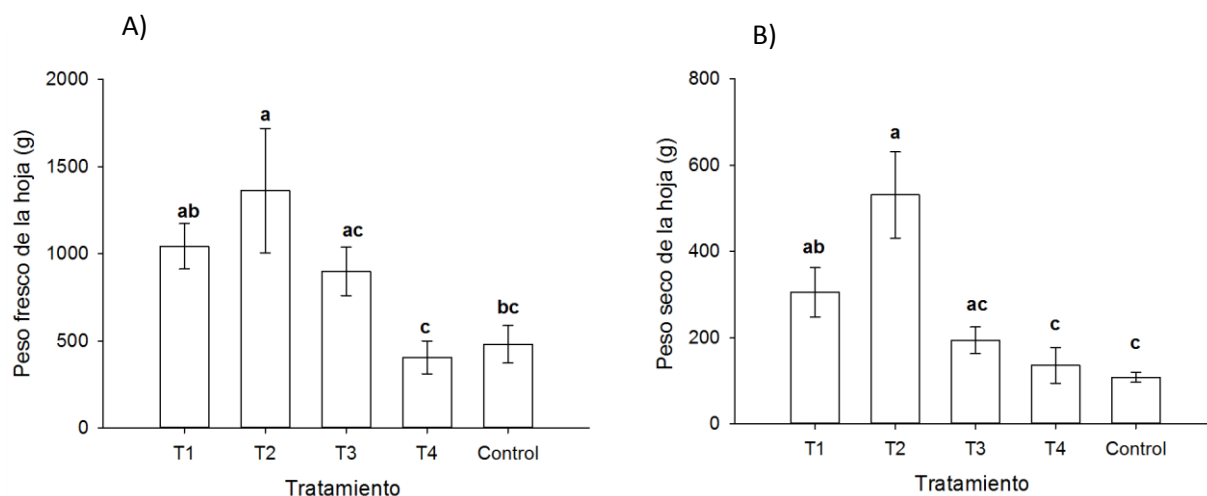 A)
Peso fresco de la hoja (g)
2000
1500
1000
500
0
ab
a
ac
c
bc
T1 T2 T3 T4 Control
Tratamiento
B)
Peso seco de la hoja (g)
800
600
400
200
0
ab
a
ac
c
c
T1 T2 T3 T4 Control
Tratamiento